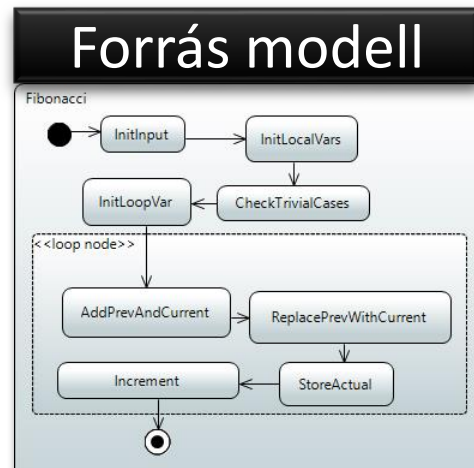 Forrás modell
Fibonacci
InitInput
InitLocalVars
InitLoopVar
CheckTrivialCases
<<loop node>>
AddPrevAndCurrent
ReplacePrevWithCurrent
Increment
StoreActual